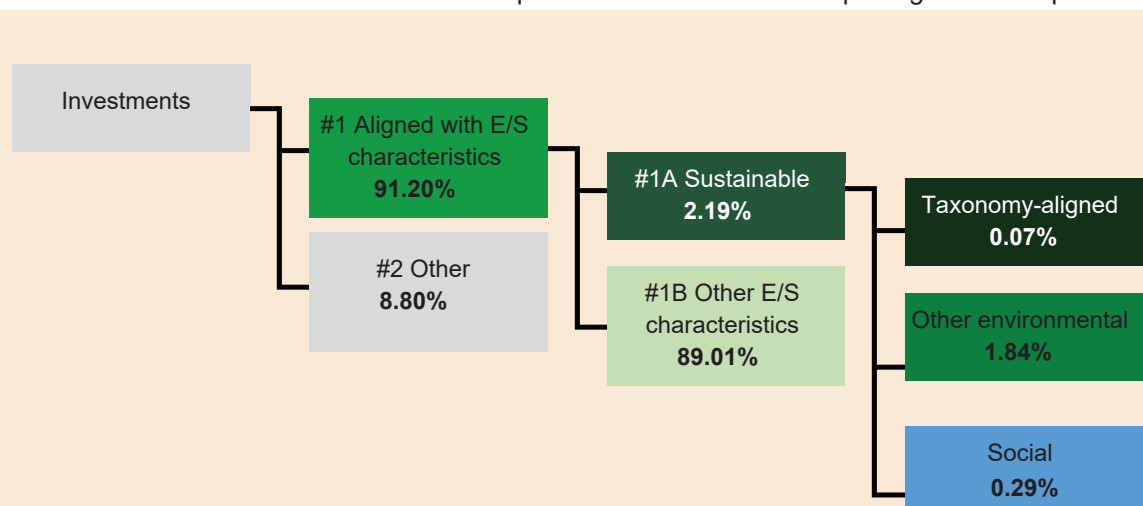 Investments
#1 Aligned with E/S
characteristics
91.20%
#2 Other
8.80%
#1A Sustainable
2.19%
#1B Other E/S
characteristics
89.01%
Taxonomy-aligned
0.07%
Other environmental
1.84%
Social
0.29%